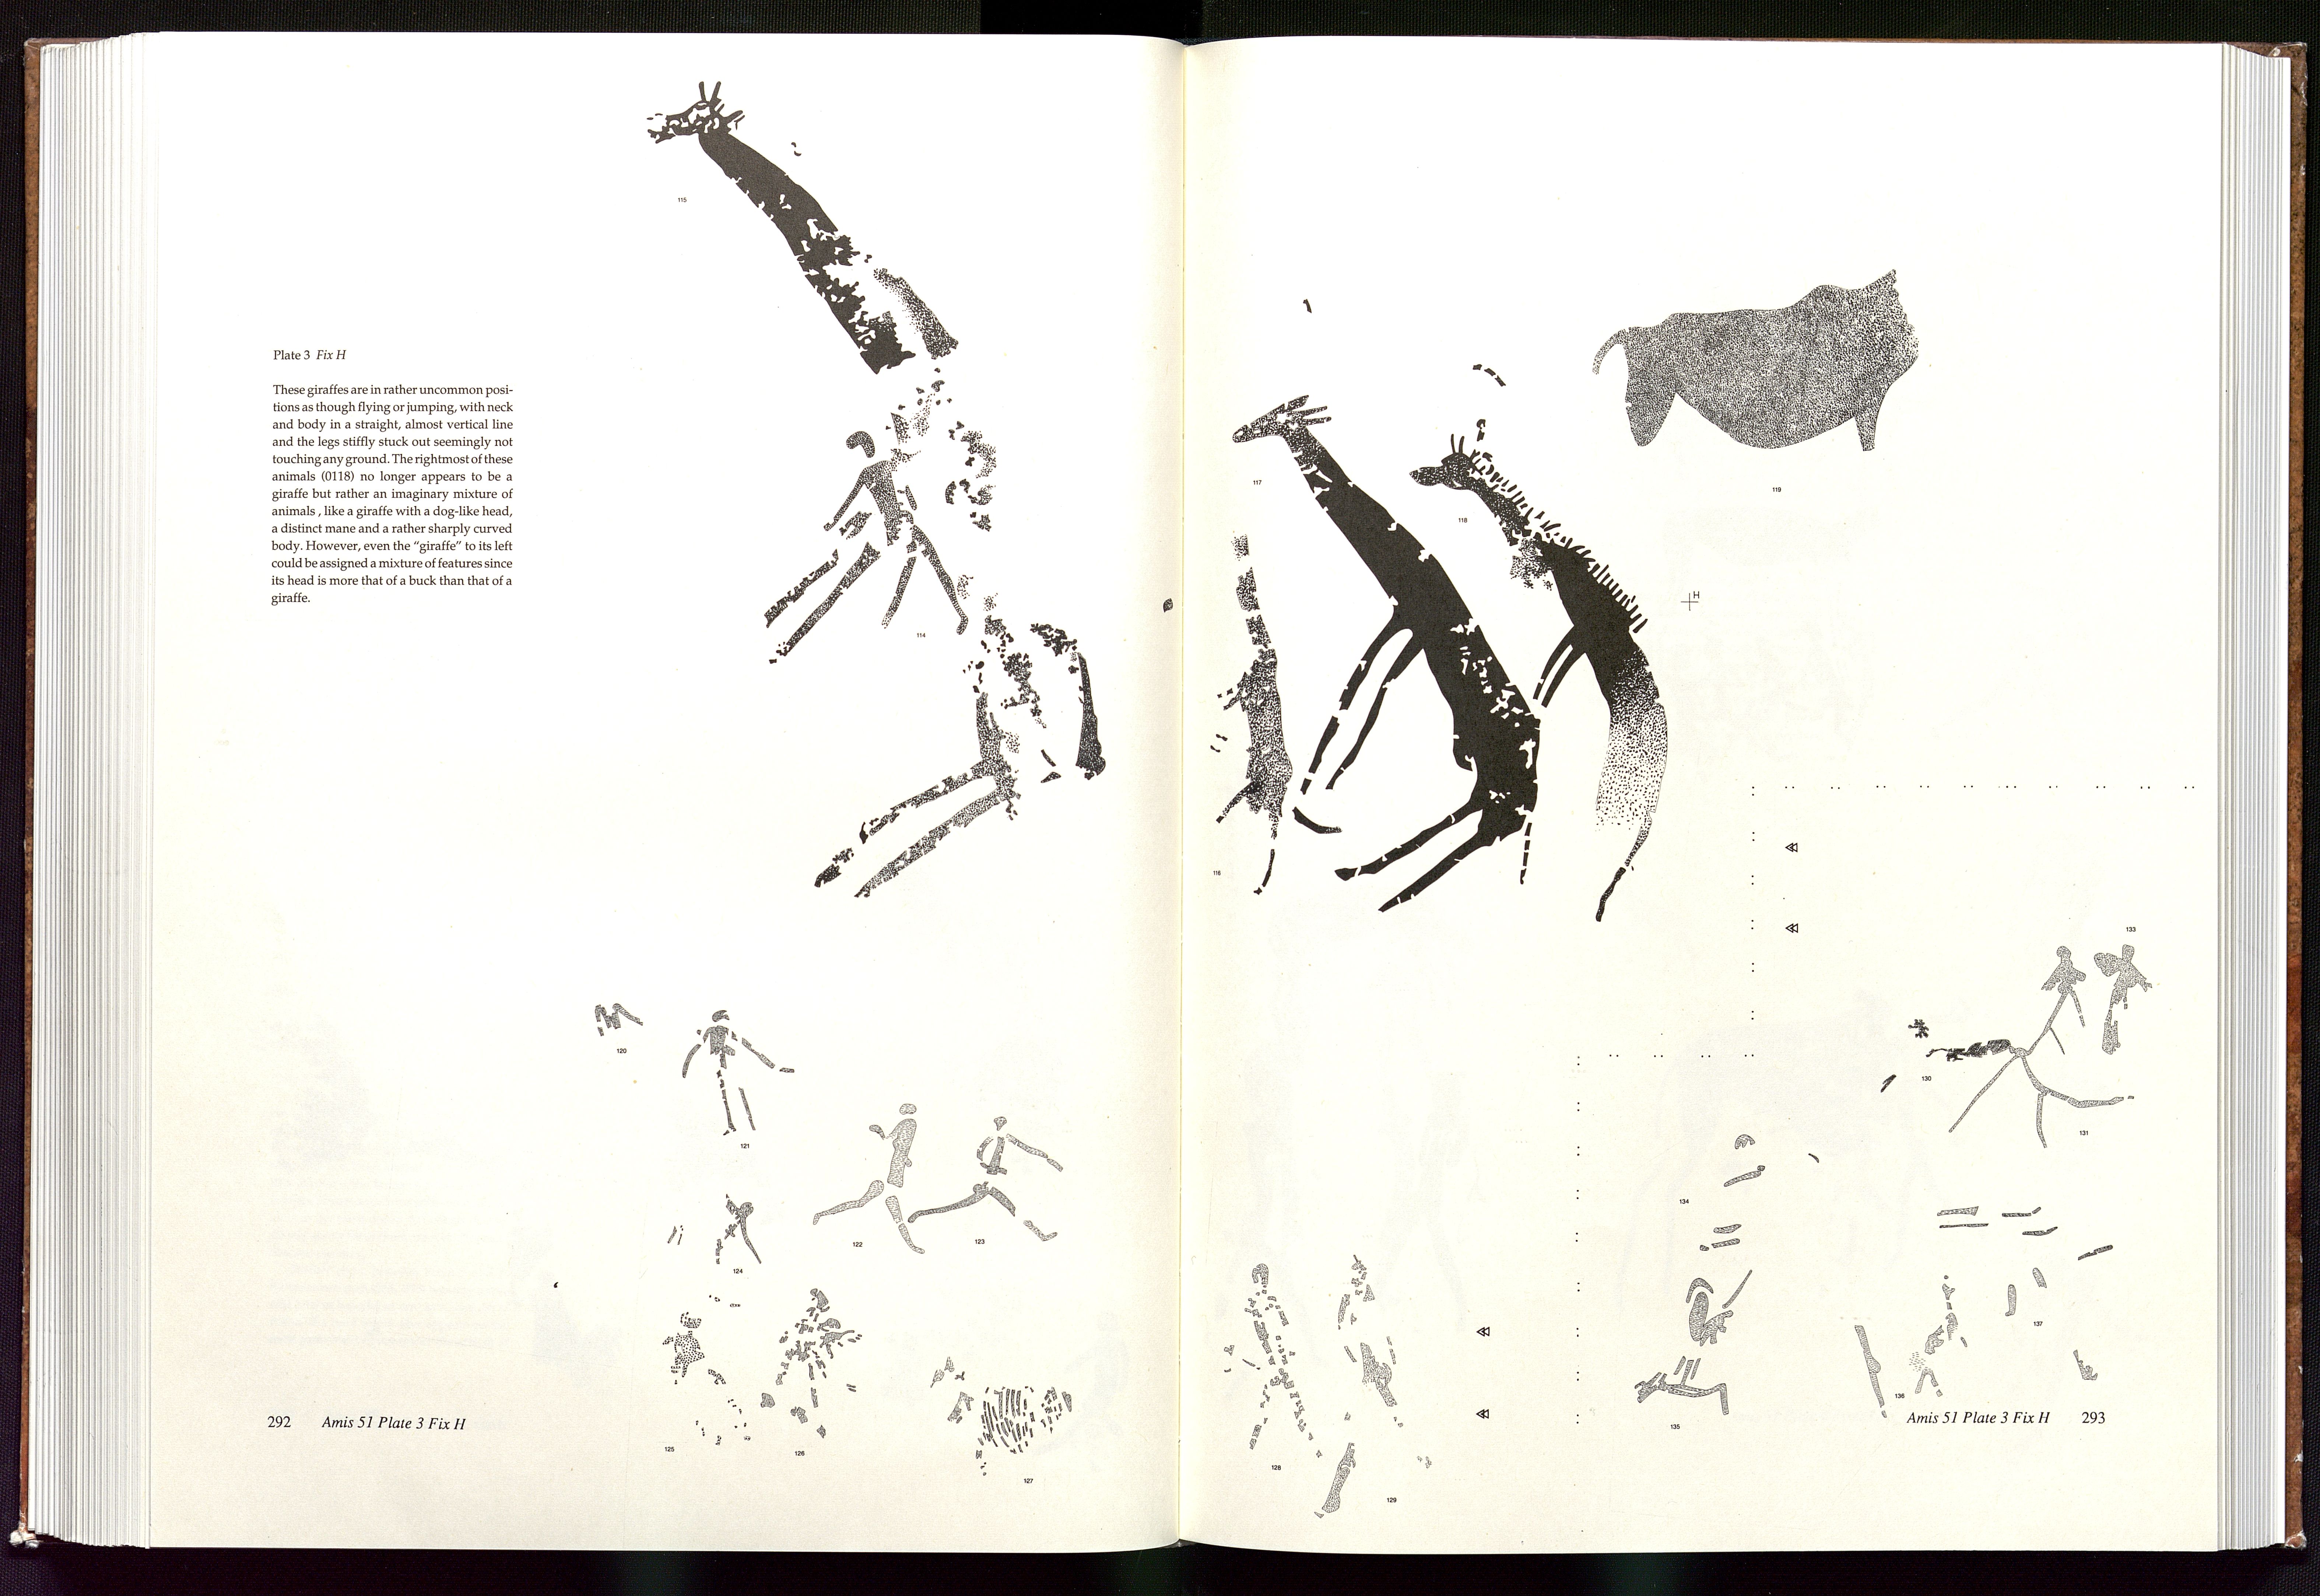 115
Plate 3 Fix H
These giraffes are in rather uncommon posi-
tions as though flying or jumping, with neck
and body in a straight, almost vertical line
and the legs stiffly stuck out seemingly not
touching any ground. The rightmost of these
animals (0118) no longer appears to be a
giraffe but rather an imaginary mixture of
animals , like a giraffe with a dog-like head,
a distinct mane and a rather sharply curved
body. However, even the “giraffe” to its left
could be assigned a mixture of features since
its head is more that of a buck than that of a
giraffe.
114
120
121
122
123
124
125
126
127
292 Amis 51 Plate 3 Fix H
117
118
119
H
116
133
130
131
134
137
136
135
128
129
Amis 51 Plate 3 Fix H 293